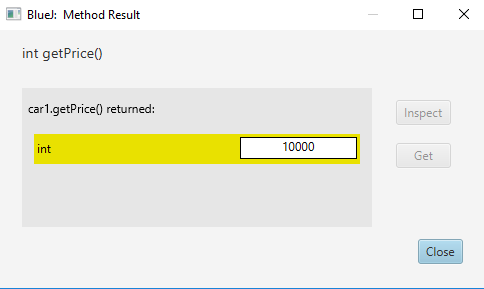 BlueJ: Method Result
int getPrice()
car1.getPrice() returned:
Inspect
int
10000
Get
Close